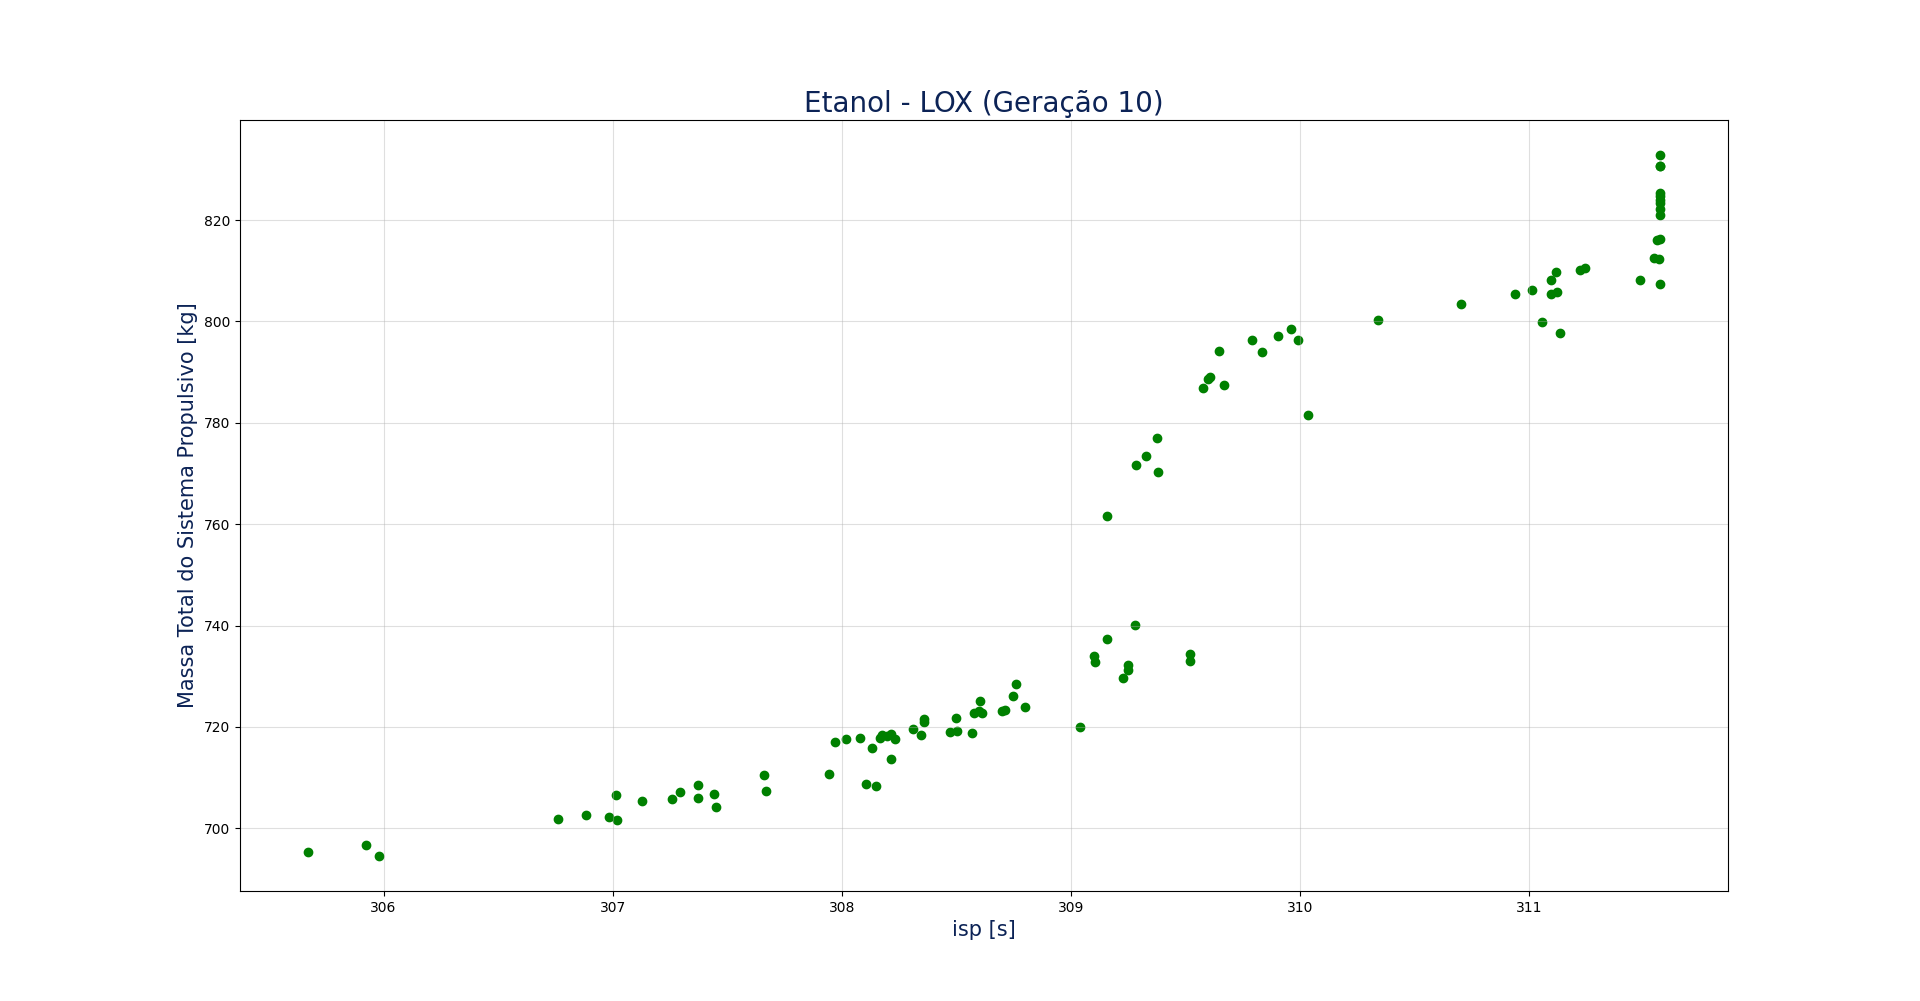 Etanol - LOX (Geração 10)
Massa Total do Sistema Propulsivo [kg]
820
800
780
760
740
720
700
306 307 308 309 310 311
isp [s]